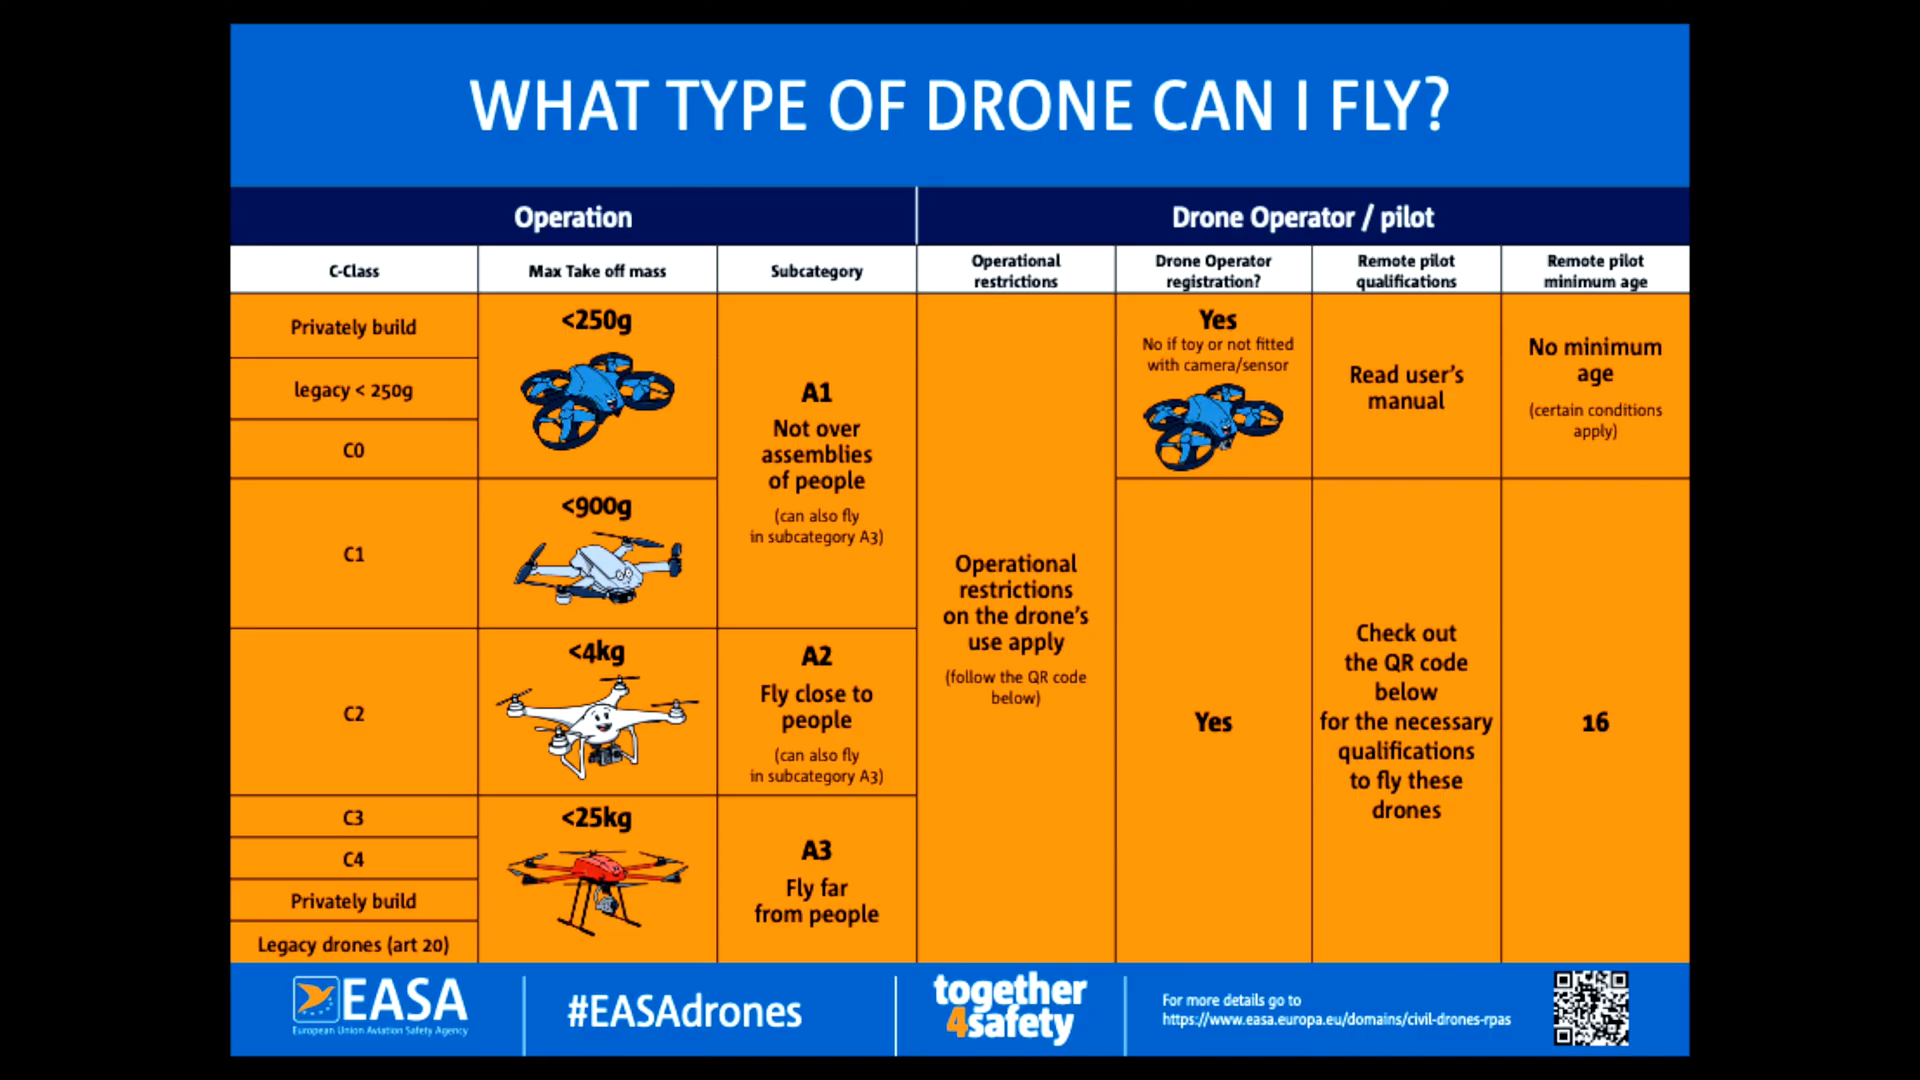 WHAT TYPE OF DRONE CAN I FLY?
Operation
Drone Operator / pilot
C-Class
Max Take off mass
Subcategory
Operational
restrictions
Drone Operator
registration?
Remote pilot
qualifications
Remote pilot
minimum age
Privately build
legacy < 250g
C0
<250g
A1
Not over
assemblies
of people
(can also fly
in subcategory A3)
Yes
No if toy or not fitted
with camera/sensor
Read user's
manual
No minimum
age
(certain conditions
apply)
C1
<900g
Operational
restrictions
on the drone's
use apply
(follow the QR code
below)
C2
<4kg
A2
Fly close to
people
(can also fly
in subcategory A3)
Yes
Check out
the QR code
below
for the necessary
qualifications
to fly these
drones
16
C3
C4
Privately build
Legacy drones (art 20)
<25kg
A3
Fly far
from people
EASA
European Union Aviation Safety Agency
#EASAdrones
together
4safety
For more details go to
https://www.easa.europa.eu/domains/civil-drones-rpas